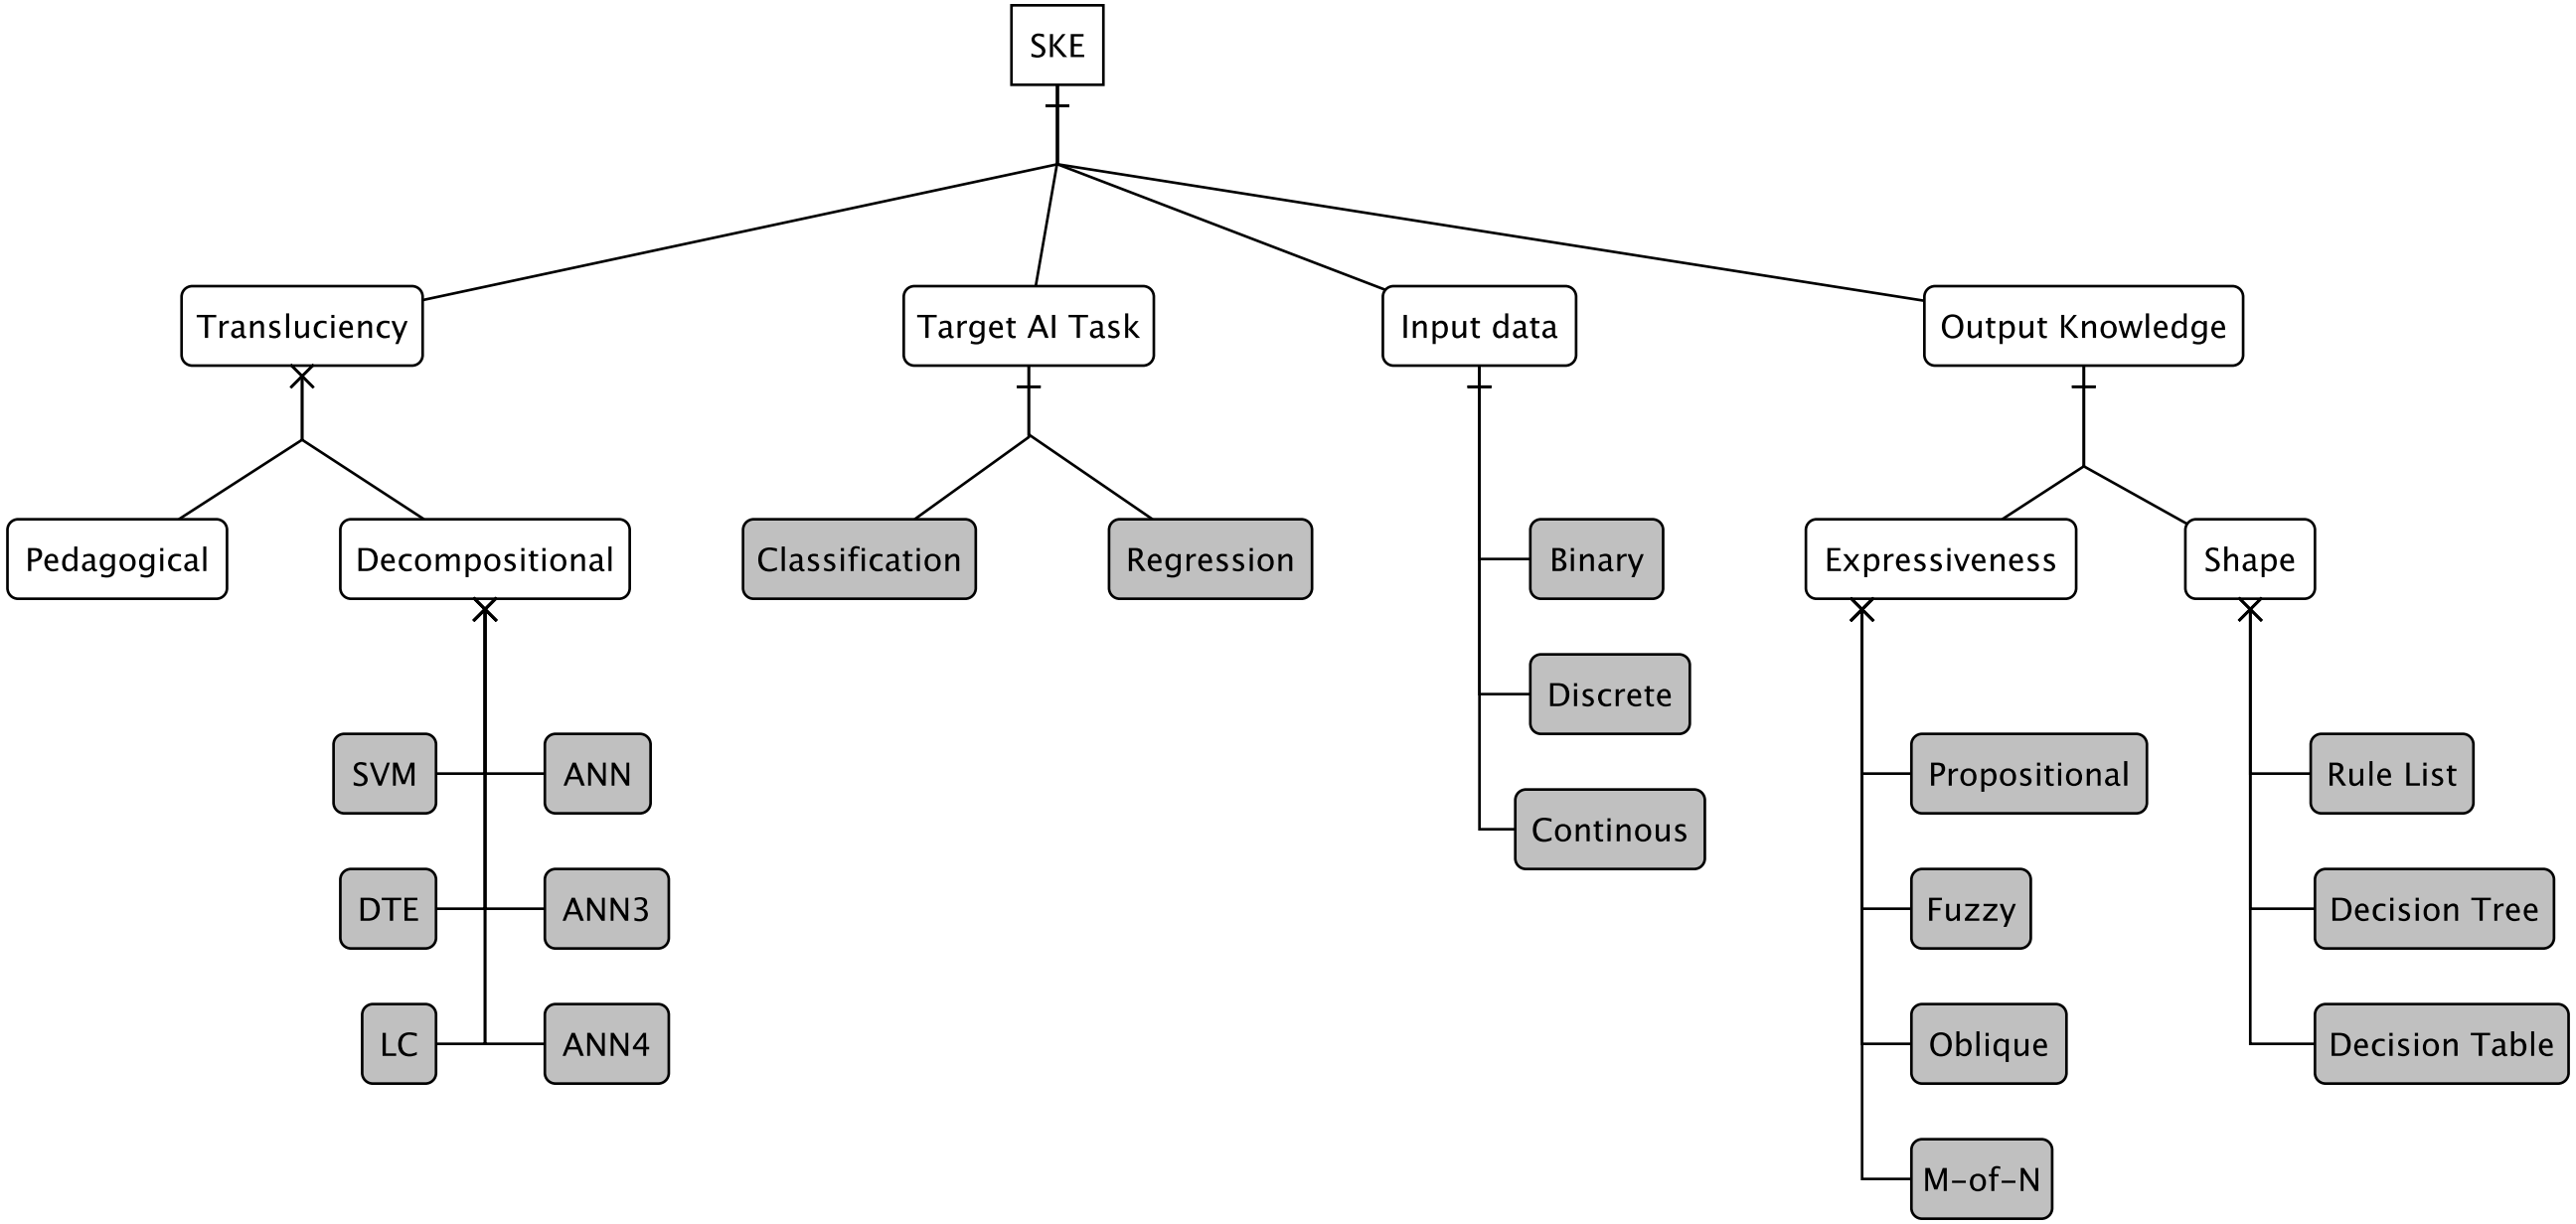 SKE
Transluciency
Target AI Task
Input data
Output Knowledge
Pedagogical
Decompositional
Classification
Regression
Binary
Expressiveness
Shape
Discrete
SVM
ANN
Propositional
Rule List
Continous
DTE
ANN3
Fuzzy
Decision Tree
LC
ANN4
Oblique
Decision Table
M-of-N